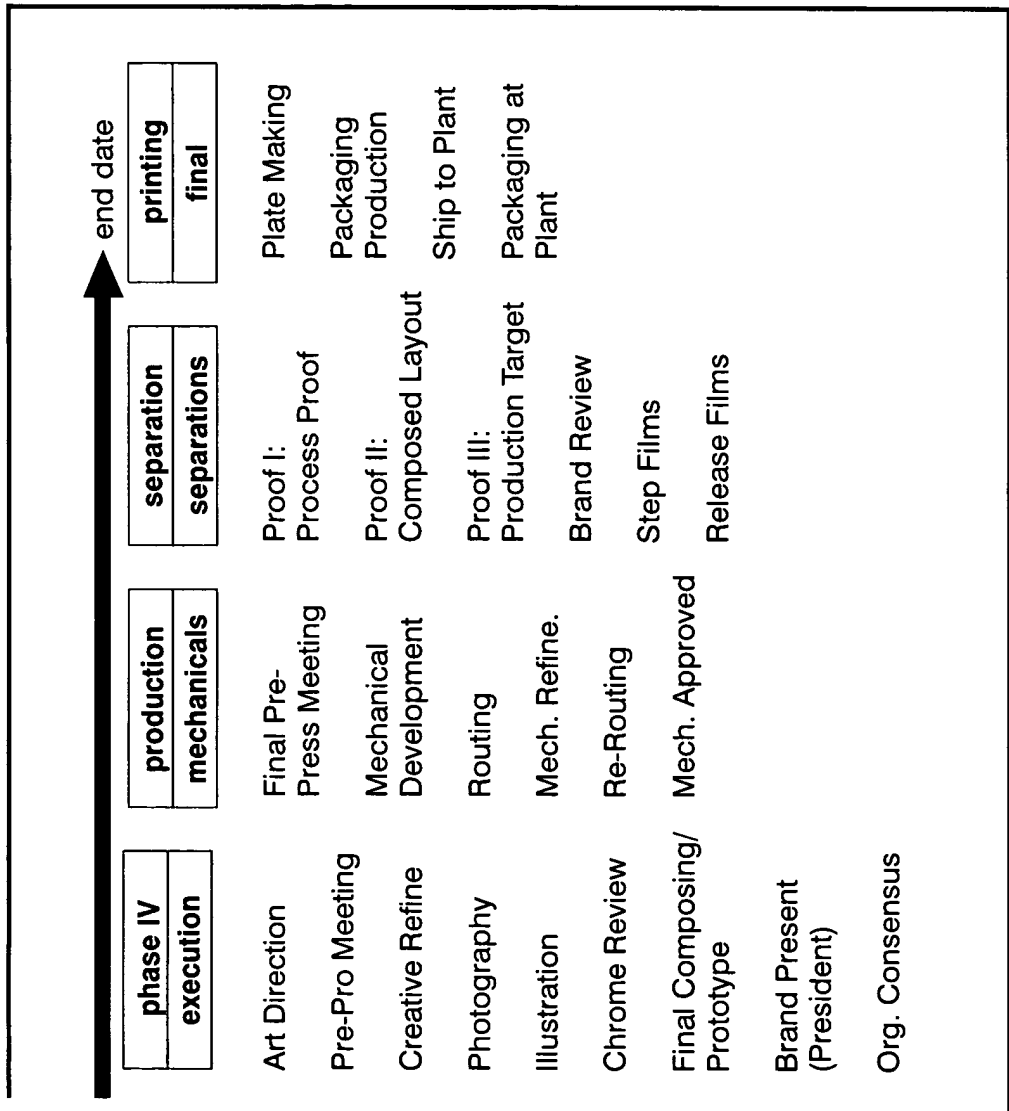 end date
phase IV
execution
Art Direction
Pre-Pro Meeting
Creative Refine
Photography
Illustration
Chrome Review
Final Composing/
Prototype
Brand Present
(President)
Org. Consensus
production
mechanicals
Final Pre-
Press Meeting
Mechanical
Development
Routing
Mech. Refine.
Re-Routing
Mech. Approved
separation
separations
Proof I:
Process Proof
Proof II:
Composed Layout
Proof III:
Production Target
Brand Review
Step Films
Release Films
printing
final
Plate Making
Packaging
Production
Ship to Plant
Packaging at
Plant